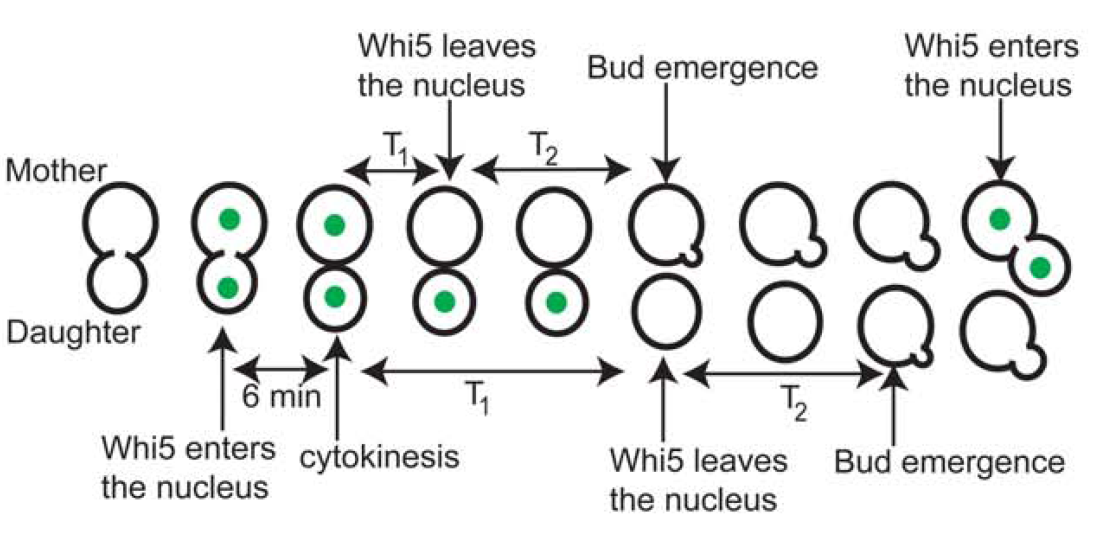 Whi5 leaves
the nucleus
Bud emergence
Whi5 enters
the nucleus
T1
T2
Mother
Daughter
6 min
T1
T2
Whi5 enters
the nucleus
cytokinesis
Whi5 leaves
the nucleus
Bud emergence